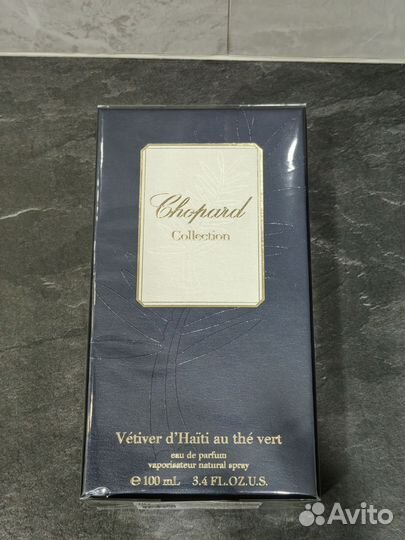 Chopard
Collection
Vétiver d'Haïti au thé vert
eau de parfum
vaporisateur natural spray
℮ 100 mL 3.4 FL.OZ.U.S.
Avito